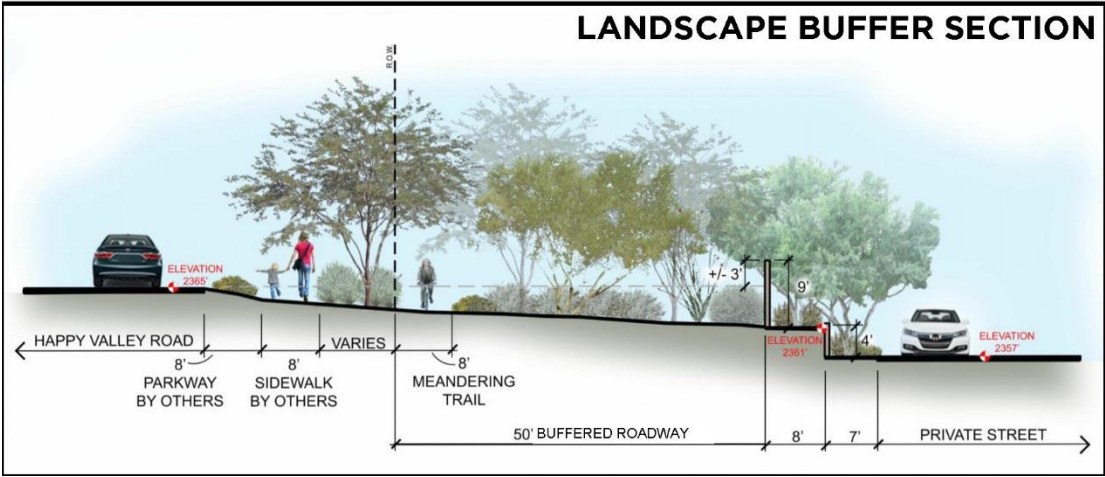 LANDSCAPE BUFFER SECTION
R.O.W.
ELEVATION
2365'
+/- 3'
9'
ELEVATION
2361'
4'
ELEVATION
2357'
HAPPY VALLEY ROAD
8'
PARKWAY
BY OTHERS
8'
SIDEWALK
BY OTHERS
VARIES
8'
MEANDERING
TRAIL
50' BUFFERED ROADWAY
8'
7'
PRIVATE STREET